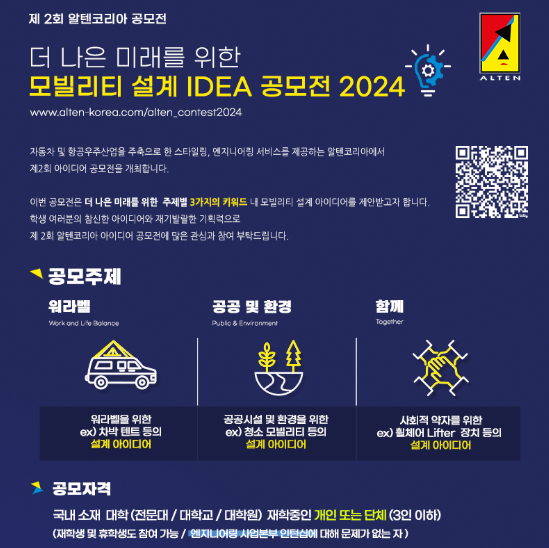 제 2회 알텐코리아 공모전
ALTEN
더 나은 미래를 위한
모빌리티 설계 IDEA 공모전 2024
www.alten-korea.com/alten_contest2024
자동차 및 항공우주산업을 주축으로 한 스타일링, 엔지니어링 서비스를 제공하는 알텐코리아에서
제2회 아이디어 공모전을 개최합니다.
이번 공모전은 더 나은 미래를 위한 주제별 3가지의 키워드 내 모빌리티 설계 아이디어를 제안받고자 합니다.
학생 여러분의 참신한 아이디어와 재기발랄한 기획력으로
제 2회 알텐코리아 아이디어 공모전에 많은 관심과 참여 부탁드립니다.
공모주제
워라벨
Work and Life Balance
공공 및 환경
Public & Environment
함께
Together
워라벨을 위한
ex) 차박 텐트 등의
설계 아이디어
공공시설 및 환경을 위한
ex) 청소 모빌리티 등의
설계 아이디어
사회적 약자를 위한
ex) 휠체어 Lifter 장치 등의
설계 아이디어
공모자격
국내 소재 대학 (전문대 / 대학교 / 대학원) 재학중인 개인 또는 단체 (3인 이하)
(재학생 및 휴학생도 참여 가능 / 엔지니어링 사업본부 인턴십에 대해 문제가 없는 자 )